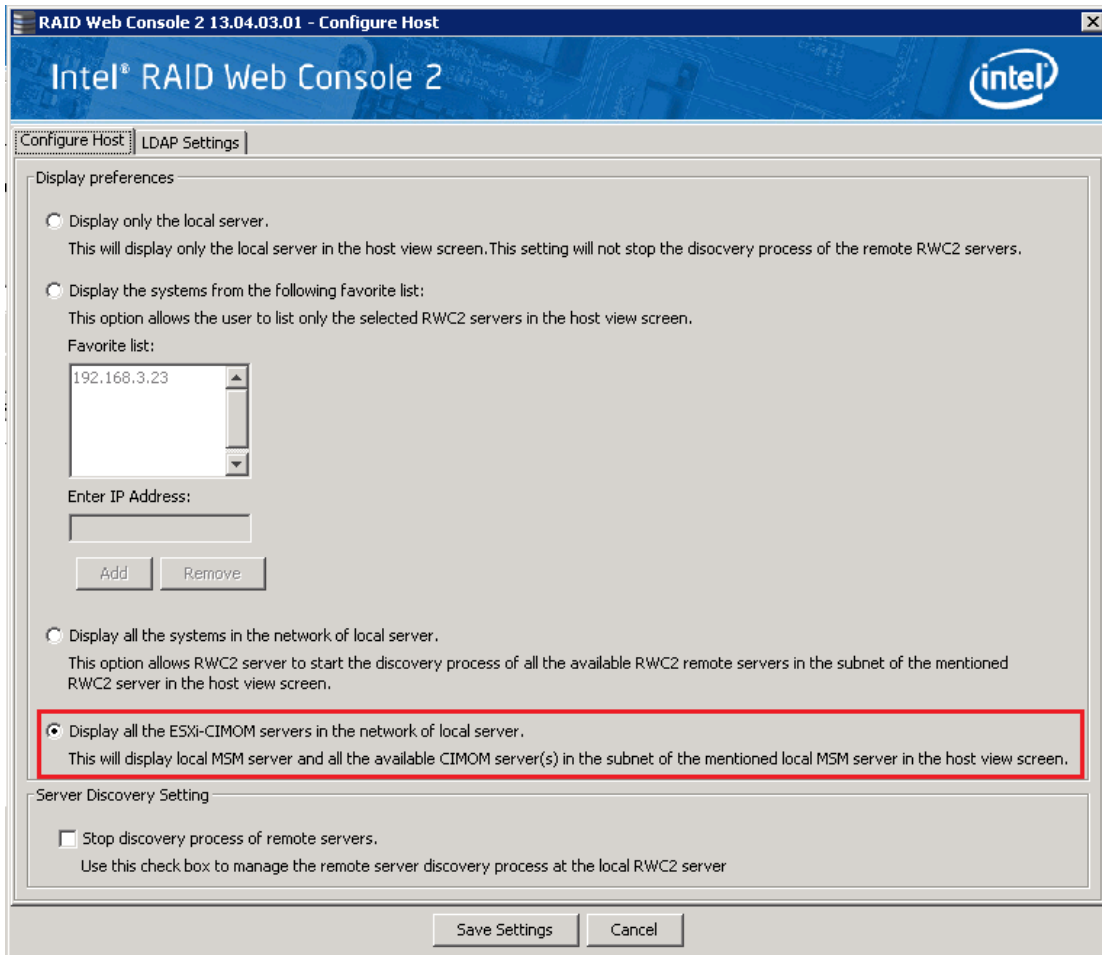 RAID Web Console 2 13.04.03.01 - Configure Host
Intel® RAID Web Console 2
intel
Configure Host
LDAP Settings
Display preferences
Display only the local server.
This will display only the local server in the host view screen.This setting will not stop the disocvery process of the remote RWC2 servers.
Display the systems from the following favorite list:
This option allows the user to list only the selected RWC2 servers in the host view screen.
Favorite list:
192.168.3.23
Enter IP Address:
Add
Remove
Display all the systems in the network of local server.
This option allows RWC2 server to start the discovery process of all the available RWC2 remote servers in the subnet of the mentioned
RWC2 server in the host view screen.
Display all the ESXi-CIMOM servers in the network of local server.
This will display local MSM server and all the available CIMOM server(s) in the subnet of the mentioned local MSM server in the host view screen.
Server Discovery Setting
Stop discovery process of remote servers.
Use this check box to manage the remote server discovery process at the local RWC2 server
Save Settings
Cancel